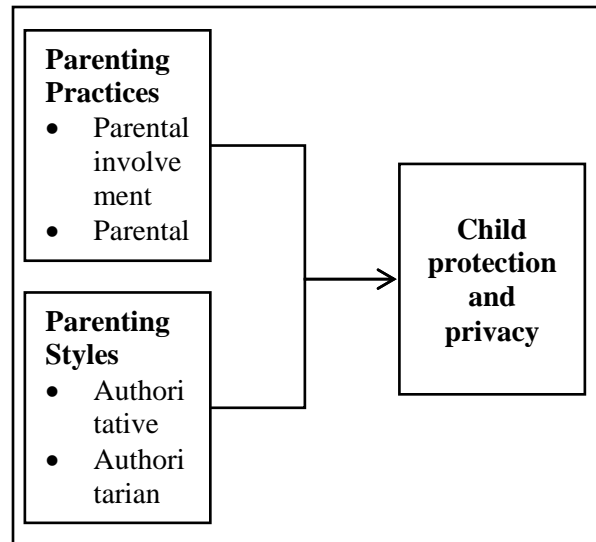 Parenting
Practices
• Parental
involve
ment
• Parental
Parenting
Styles
• Authori
tative
• Authori
tarian
Child
protection
and
privacy